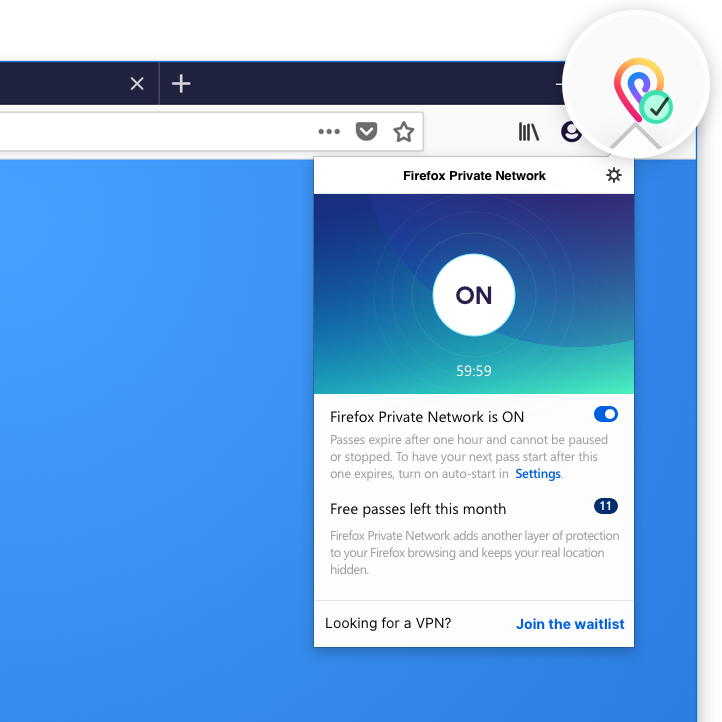 Firefox Private Network
ON
59:59
Firefox Private Network is ON
Passes expire after one hour and cannot be paused
or stopped. To have your next pass start after this
one expires, turn on auto-start in Settings.
Free passes left this month 11
Firefox Private Network adds another layer of protection
to your Firefox browsing and keeps your real location
hidden.
Looking for a VPN? Join the waitlist